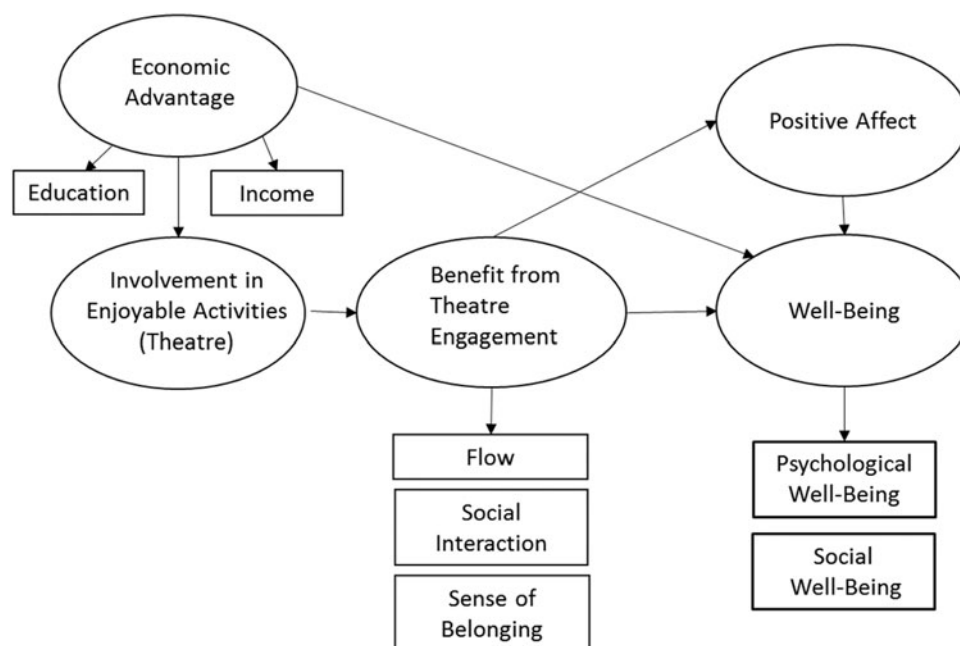 Economic
Advantage
Positive Affect
Education
Income
Involvement in
Enjoyable Activities
(Theatre)
Benefit from
Theatre
Engagement
Well-Being
Flow
Social
Interaction
Sense of
Belonging
Psychological
Well-Being
Social
Well-Being